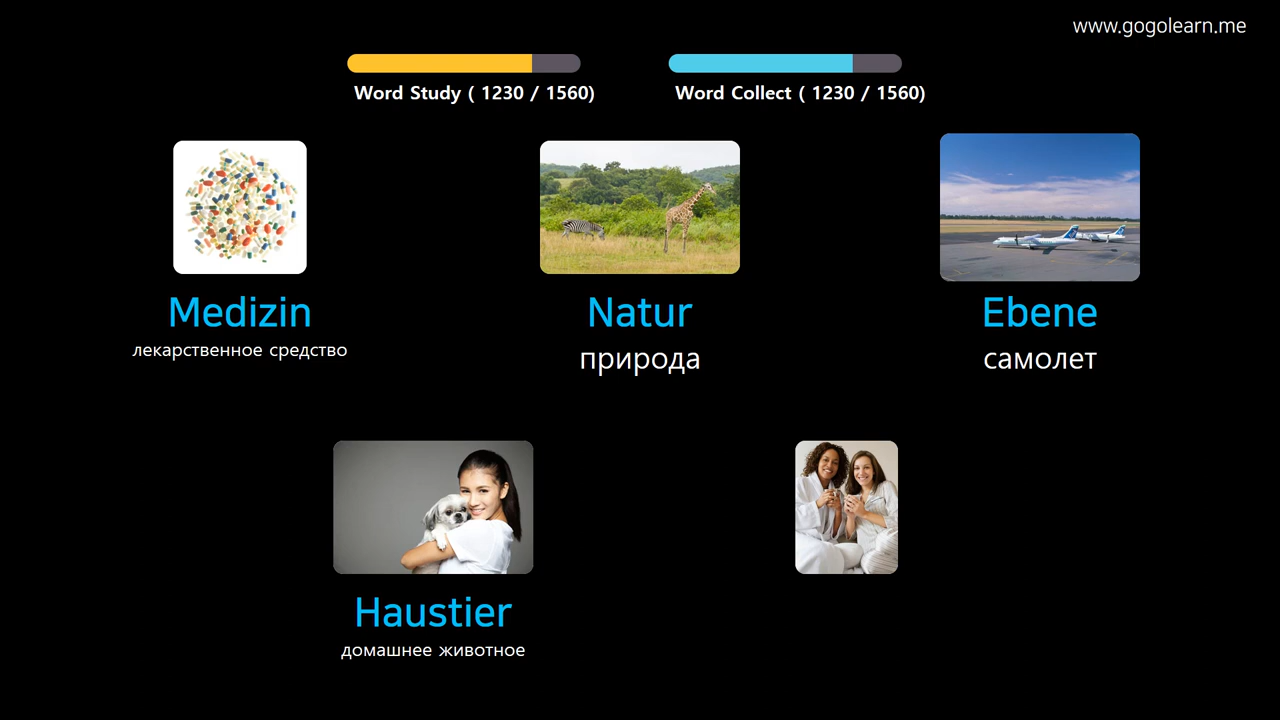 www.gogolearn.me
Word Study ( 1230 / 1560)
Word Collect ( 1230 / 1560)
Medizin
лекарственное средство
Natur
природа
Ebene
самолет
Haustier
домашнее животное